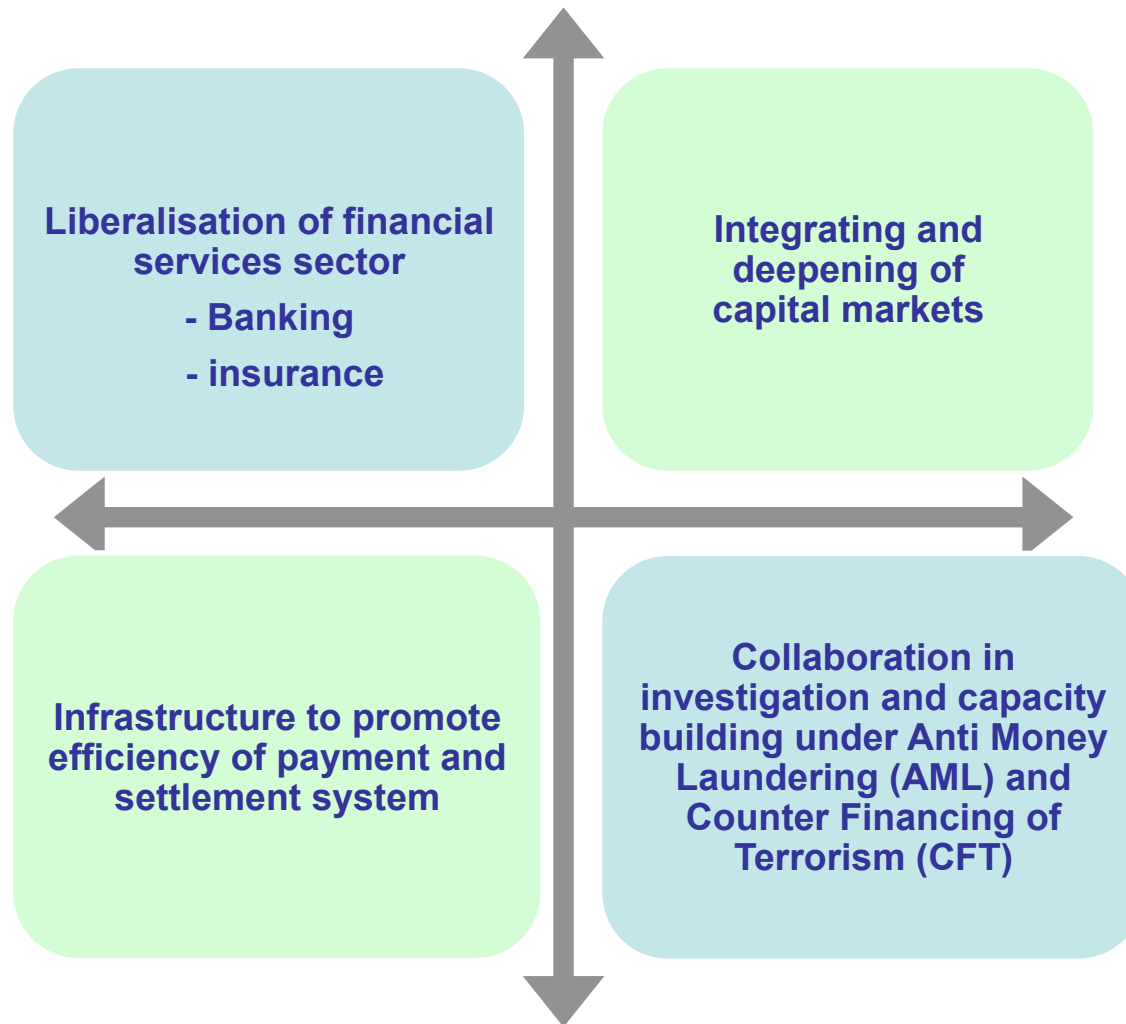 Liberalisation of financial
services sector
- Banking
- insurance
Integrating and
deepening of
capital markets
Infrastructure to promote
efficiency of payment and
settlement system
Collaboration in
investigation and capacity
building under Anti Money
Laundering (AML) and
Counter Financing of
Terrorism (CFT)